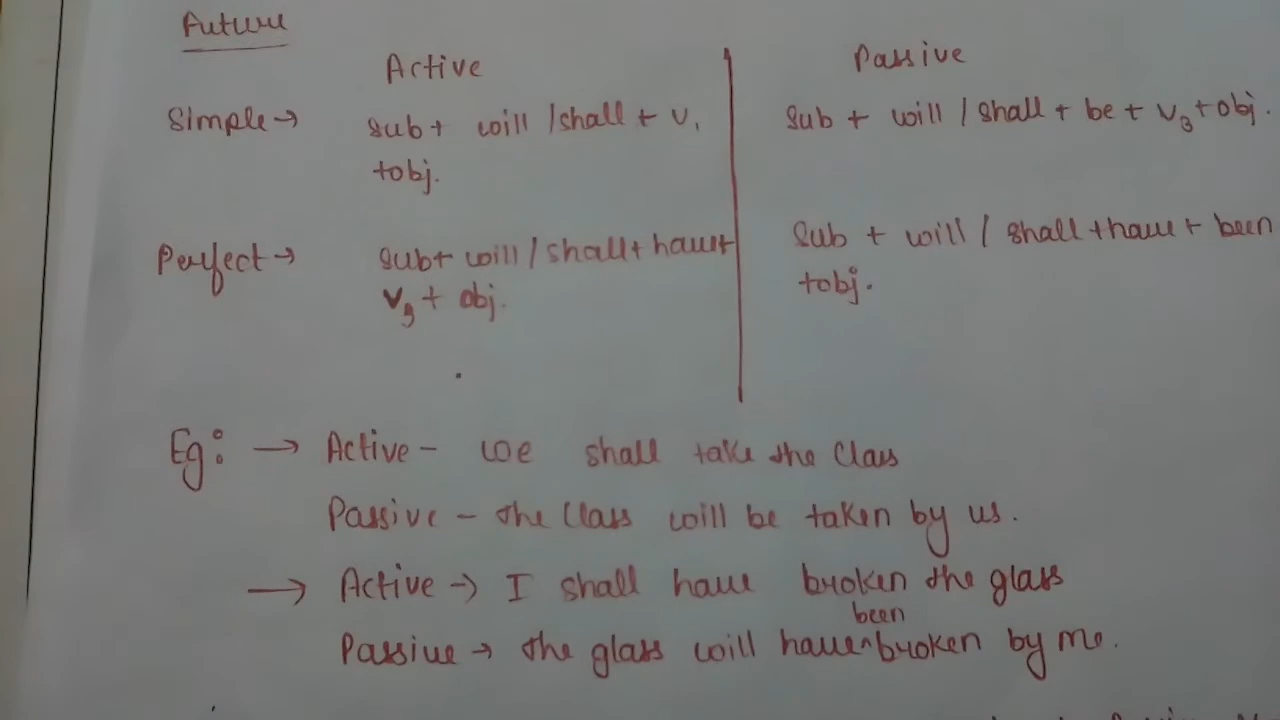 Future
Active
Passive
Simple → sub + will / shall + V1
+obj.
Sub + will / shall + be + V3 + obj.
Perfect → sub + will / shall + have +
V3 + obj.
Sub + will / shall + have + been
+obj.
Eg: → Active - we shall take the Class
Passive - the Class will be taken by us.
→ Active → I shall have broken the glass
been
Passive → the glass will have ^ broken by me.